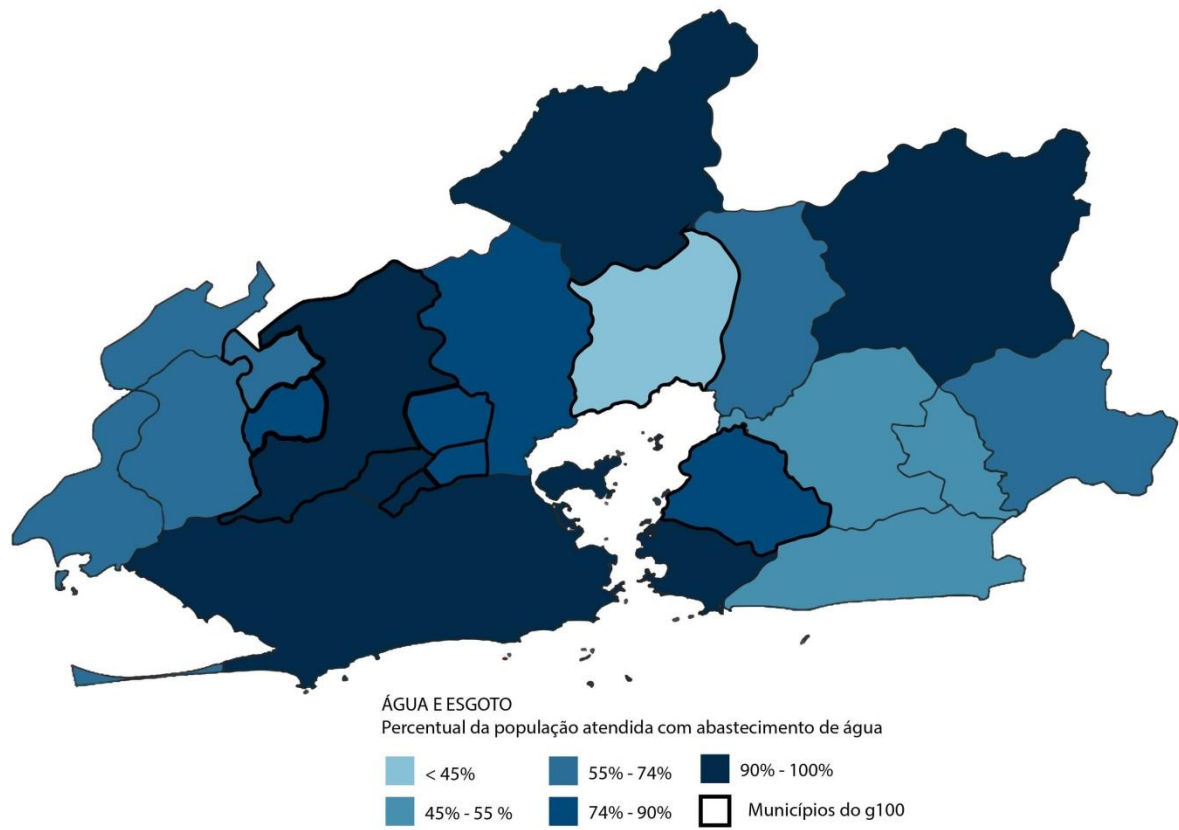 ÁGUA E ESGOTO
Percentual da população atendida com abastecimento de água
< 45% 55% - 74% 90% - 100%
45% - 55 % 74% - 90% Municípios do g100